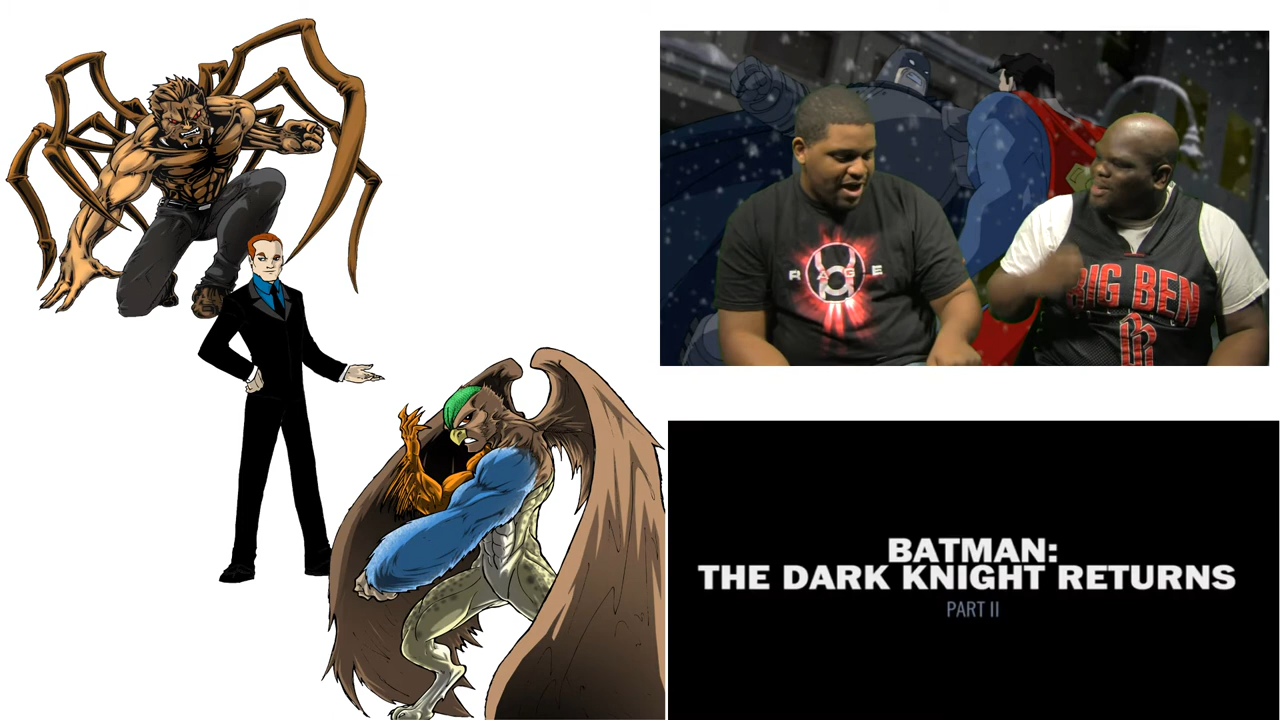 RAGE
BIG BEN
BATMAN:
THE DARK KNIGHT RETURNS
PART II